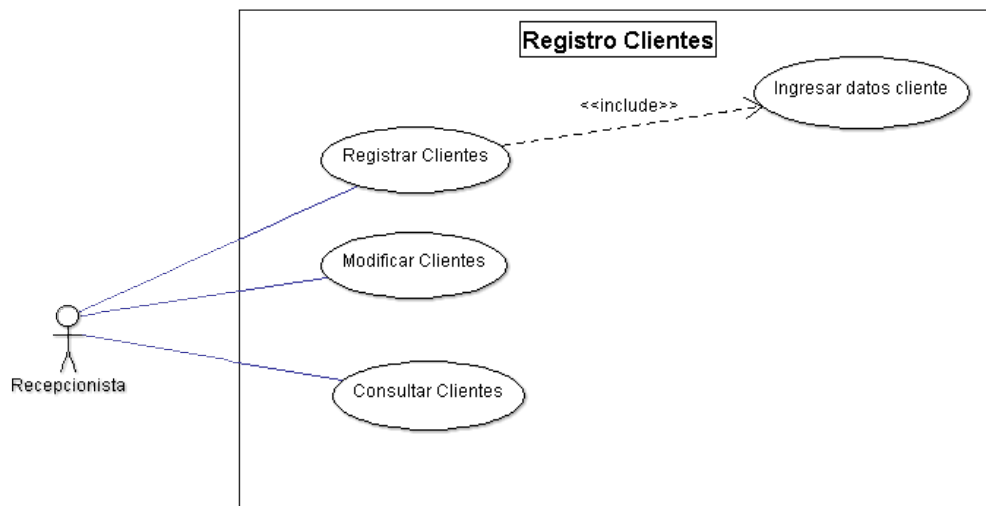 Registro Clientes
Ingresar datos cliente
<<include>>
Registrar Clientes
Modificar Clientes
Recepcionista
Consultar Clientes